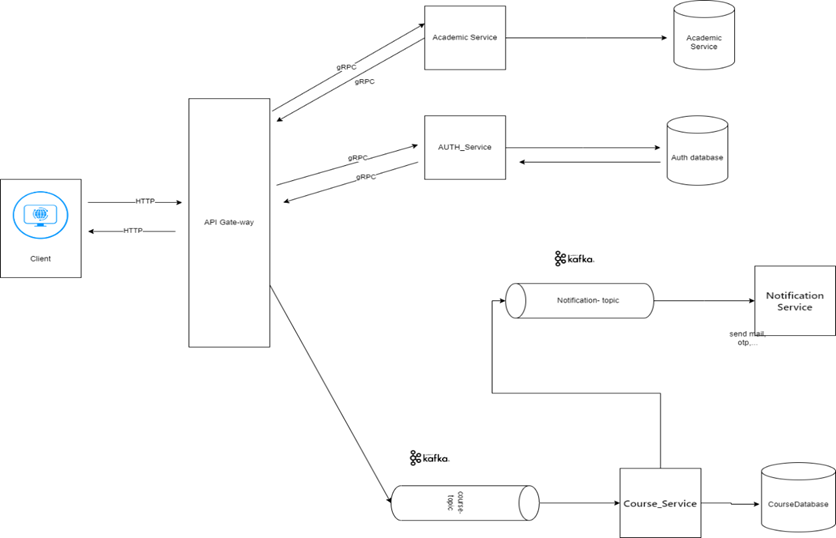 Academic Service
Academic
Service
gRPC
gRPC
AUTH_Service
Auth database
gRPC
gRPC
HTTP
HTTP
Client
API Gate-way
kafka.
Notification- topic
Notification
Service
send mail,
otp,...
kafka.
course-
topic
Course_Service
CourseDatabase